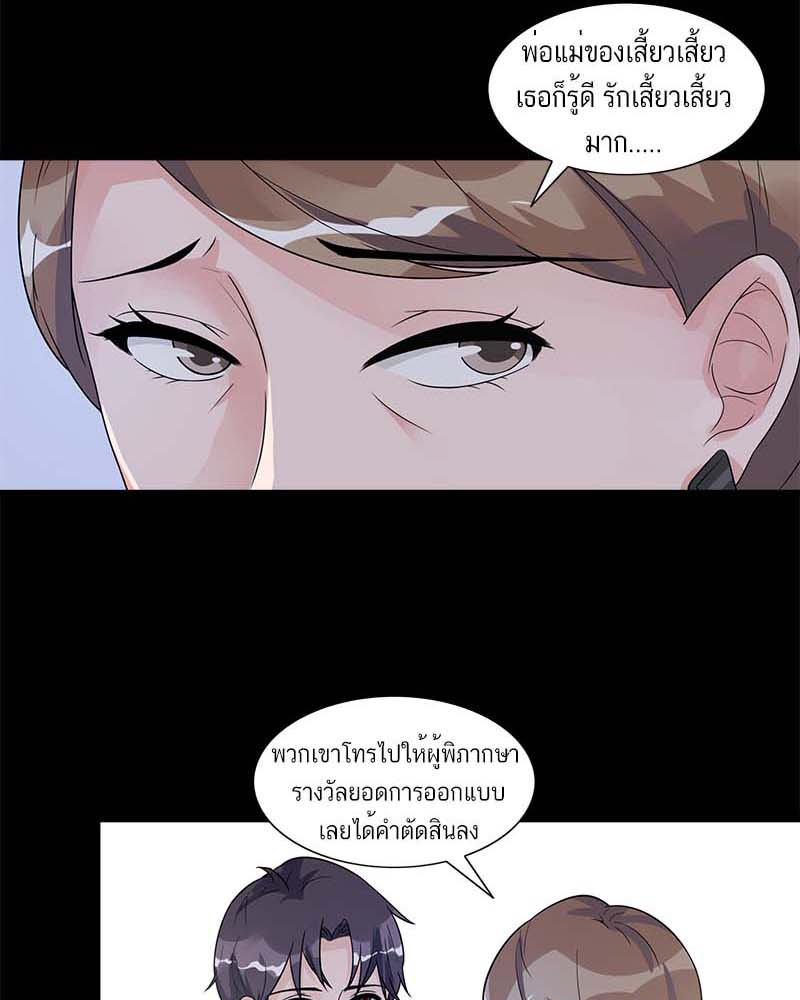 พ่อแม่ของเสี้ยวเสี้ยว
เธอก็รู้ดี รักเสี้ยวเสี้ยว
มาก.....
พวกเขาโทรไปให้ผู้พิภากษา
รางวัลยอดการออกแบบ
เลยได้คำตัดสินลง